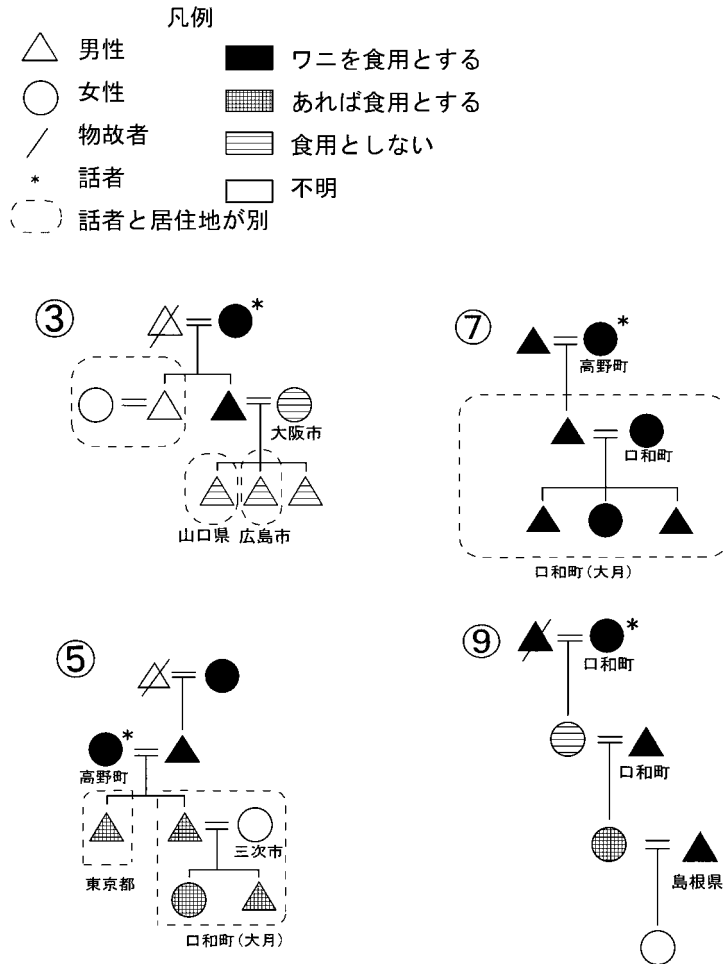 凡例
男性
女性
物故者
* 話者
話者と居住地が別
ワニを食用とする
あれば食用とする
食用としない
不明
③
*
大阪市
山口県 広島市
⑦
*
高野町
口和町
口和町(大月)
⑤
*
高野町
三次市
東京都
口和町(大月)
⑨
*
口和町
口和町
島根県